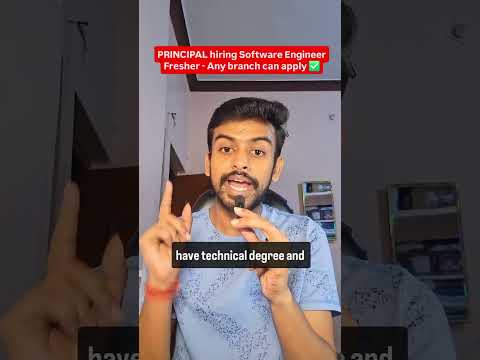 PRINCIPAL hiring Software Engineer
Fresher - Any branch can apply ✅
have technical degree and